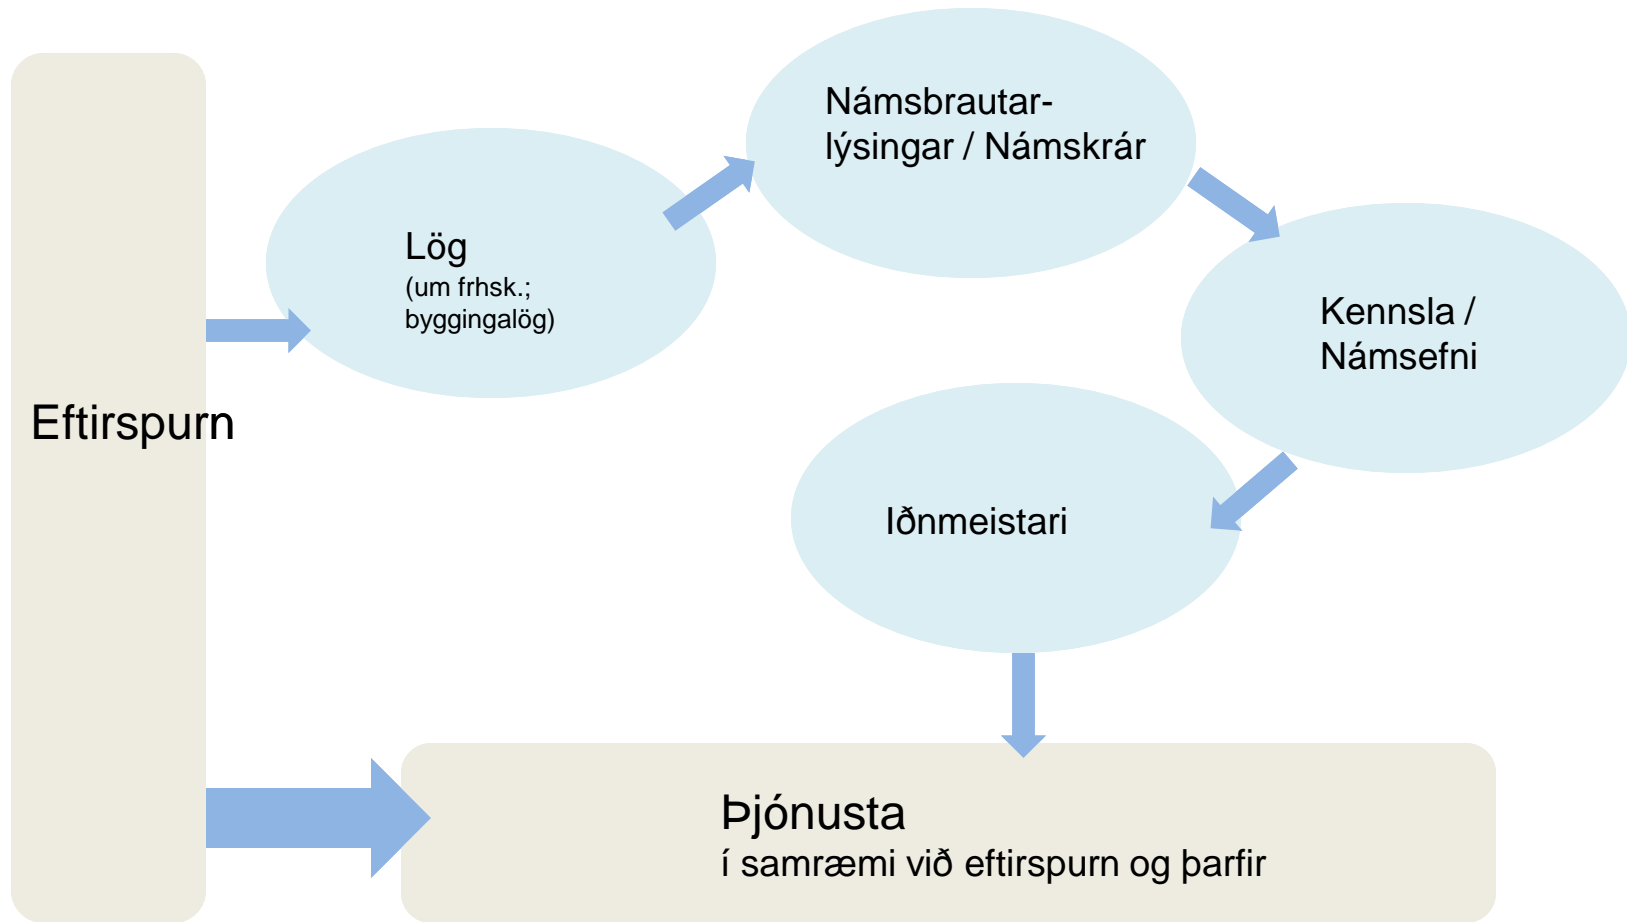 Eftirspurn
Lög
(um frhsk.;
byggingalög)
Námsbrautar-
lýsingar / Námskrár
Kennsla /
Námsefni
Iðnmeistari
Þjónusta
í samræmi við eftirspurn og þarfir